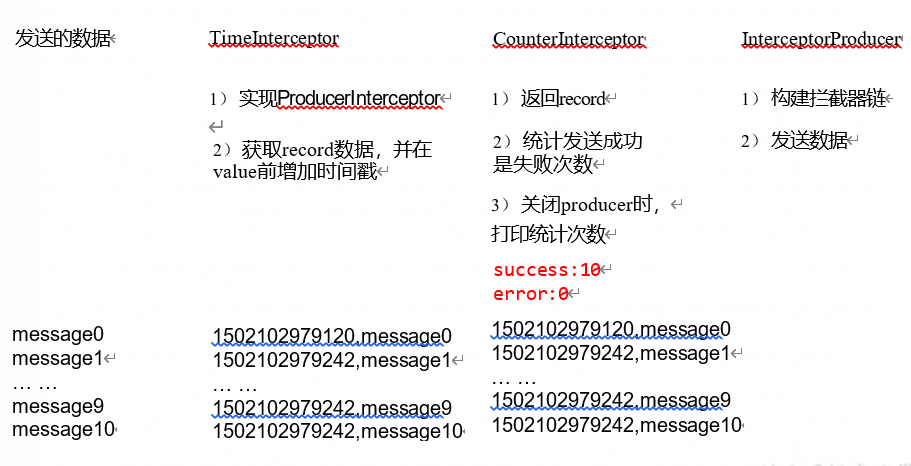 发送的数据
TimeInterceptor
CounterInterceptor
InterceptorProducer
1）实现ProducerInterceptor
2）获取record数据，并在
value前增加时间戳
1）返回record
2）统计发送成功
是失败次数
3）关闭producer时，
打印统计次数
success:10
error:0
1）构建拦截器链
2）发送数据
message0
message1
… …
message9
message10
1502102979120,message0
1502102979242,message1
… …
1502102979242,message9
1502102979242,message10
1502102979120,message0
1502102979242,message1
… …
1502102979242,message9
1502102979242,message10